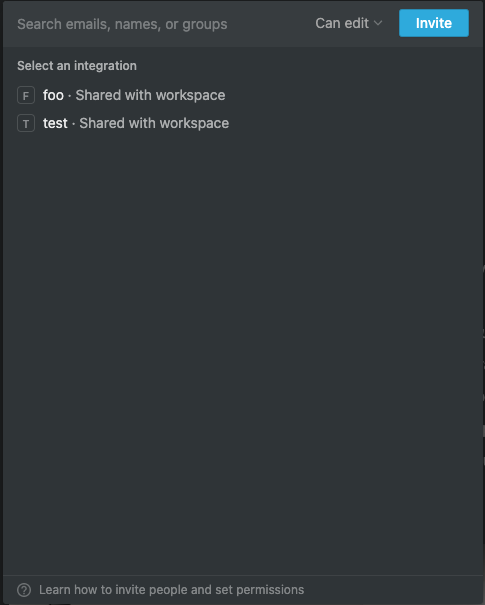 Search emails, names, or groups Can edit Invite
Select an integration
F foo · Shared with workspace
T test · Shared with workspace
? Learn how to invite people and set permissions